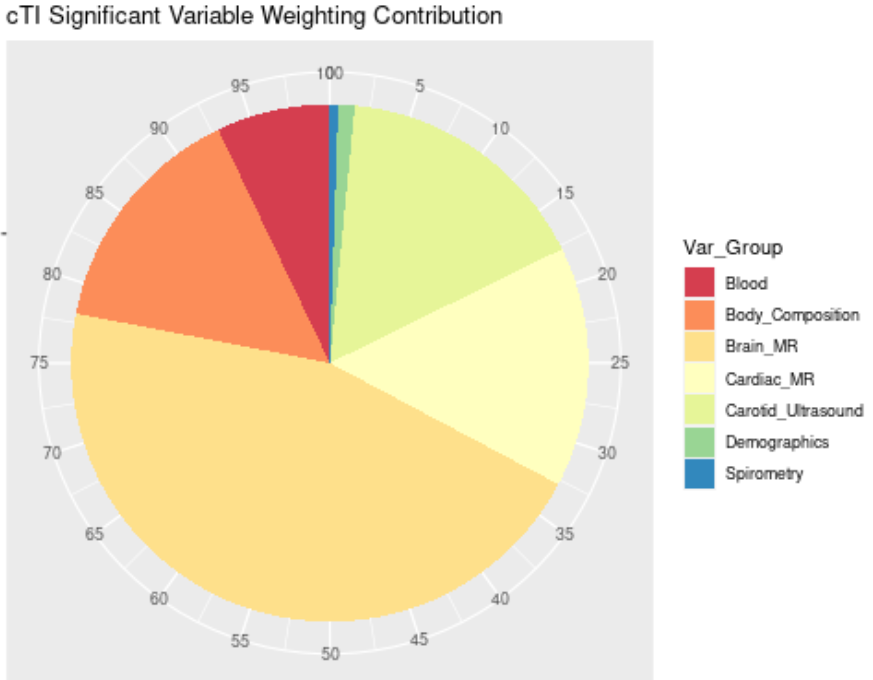 cTI Significant Variable Weighting Contribution
100
0
5
10
15
20
25
30
35
40
45
50
55
60
65
70
75
80
85
90
95
Var_Group
Blood
Body_Composition
Brain_MR
Cardiac_MR
Carotid_Ultrasound
Demographics
Spirometry